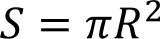 S = πR²